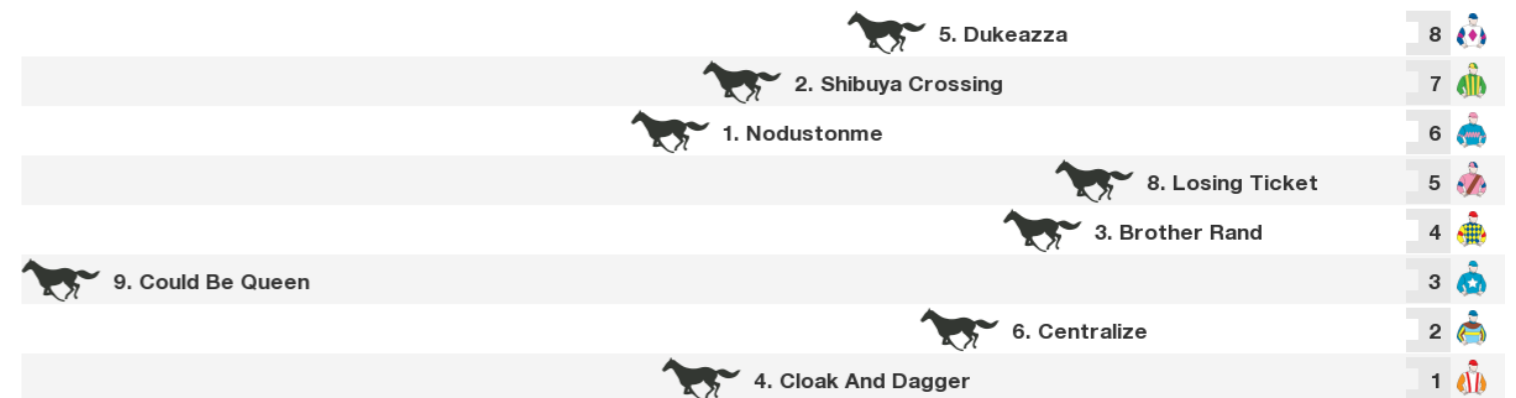 5. Dukeazza 8
2. Shibuya Crossing 7
1. Nodustonme 6
8. Losing Ticket 5
3. Brother Rand 4
9. Could Be Queen 3
6. Centralize 2
4. Cloak And Dagger 1